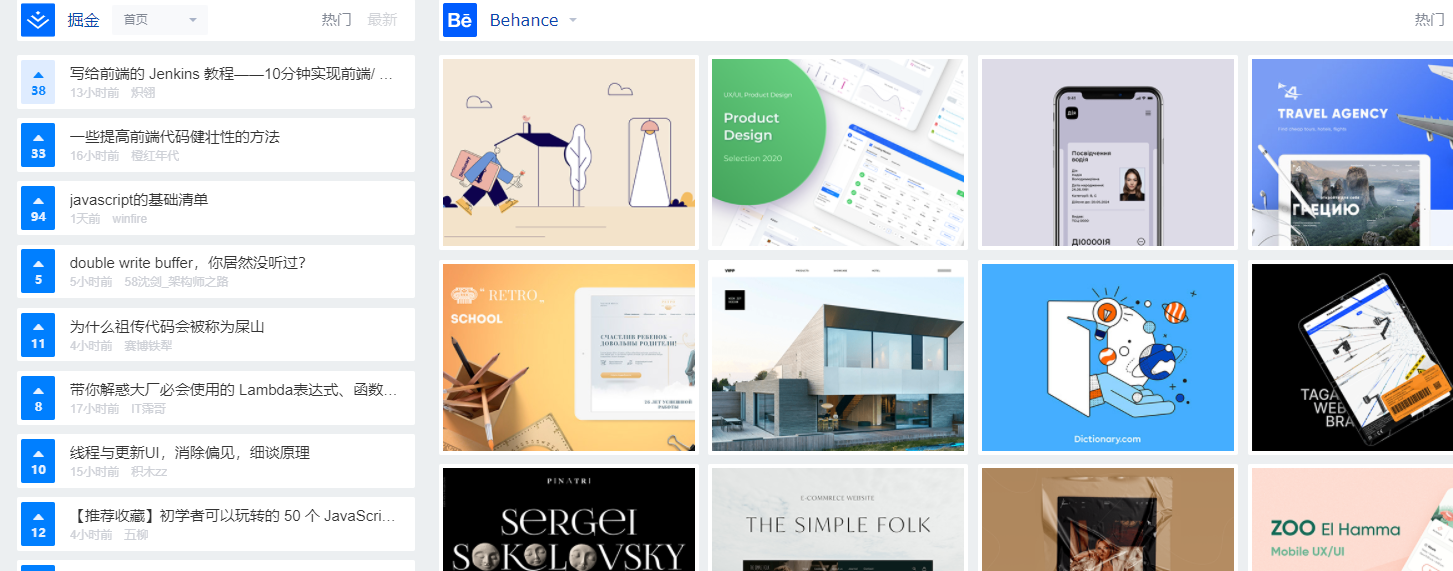 掘金
首页
热门 最新
38
写给前端的 Jenkins 教程——10分钟实现前端/ …
13小时前 炽翎
33
一些提高前端代码健壮性的方法
16小时前 橙红年代
94
javascript的基础清单
1天前 winfire
5
double write buffer，你居然没听过？
5小时前 58沈剑_架构师之路
11
为什么祖传代码会被称为屎山
4小时前 赛博铁犁
8
带你解惑大厂必会使用的 Lambda表达式、函数…
17小时前 IT霈哥
10
线程与更新UI，消除偏见，细谈原理
15小时前 积木zz
12
【推荐收藏】初学者可以玩转的 50 个 JavaScri…
4小时前 五柳
Bē Behance
热门
UX/UI, Product Design
Product
Design
Selection 2020
Дія
Посвідчення
водія
TRAVEL AGENCY
ГРЕЦИЮ
"RETRO„
SCHOOL
СЧАСТЛИВ РЕБЕНОК -
ДОВОЛЬНЫ РОДИТЕЛИ!
Dictionary.com
TAGA
WEB
BRA
PINATRI
SERGEI
SOKOLOVSKY
E-COMMRECE WEBSITE
THE SIMPLE FOLK
ZOO El Hamma
Mobile UX/UI